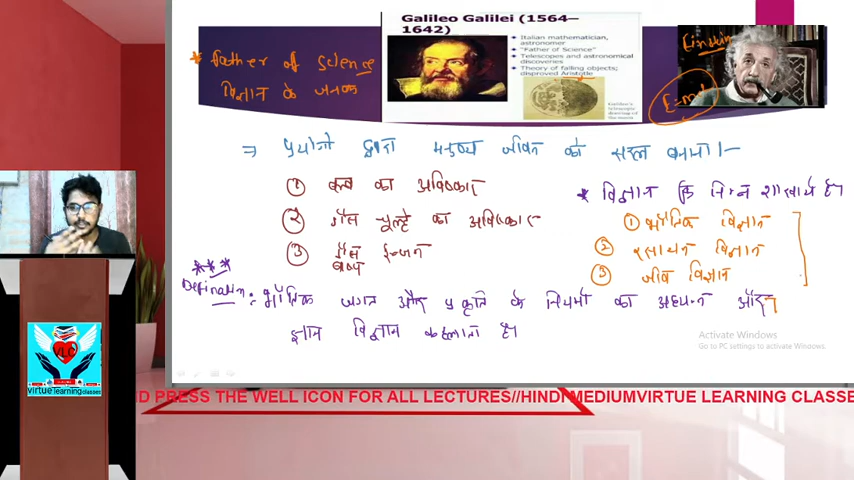 Galileo Galilei (1564–
1642)
Italian mathematician,
astronomer
"Father of Science"
Telescopes and astronomical
discoveries
Theory of falling objects;
disproved Aristotle
* Father of Science
विज्ञान के जनक
Einstein
⇒ प्रयोगो द्वारा मनुष्य जीवन को सरल बनाना।-
① बल्ब का अविष्कार
② गैस चूल्हे का अविष्कार
③ गैस ईन्जन
* विज्ञान कि निम्न शाखायें है।
① भौतिक विज्ञान
② रसायन विज्ञान
③ जीव विज्ञान
Defination: भौतिक जगत और प्रकृति के नियमों का अध्ययन और
ज्ञान विज्ञान कहलाता है।
Activate Windows
Go to PC settings to activate Windows.
VLC
Virtue learning classes
D PRESS THE WELL ICON FOR ALL LECTURES//HINDI MEDIUMVIRTUE LEARNING CLASSE